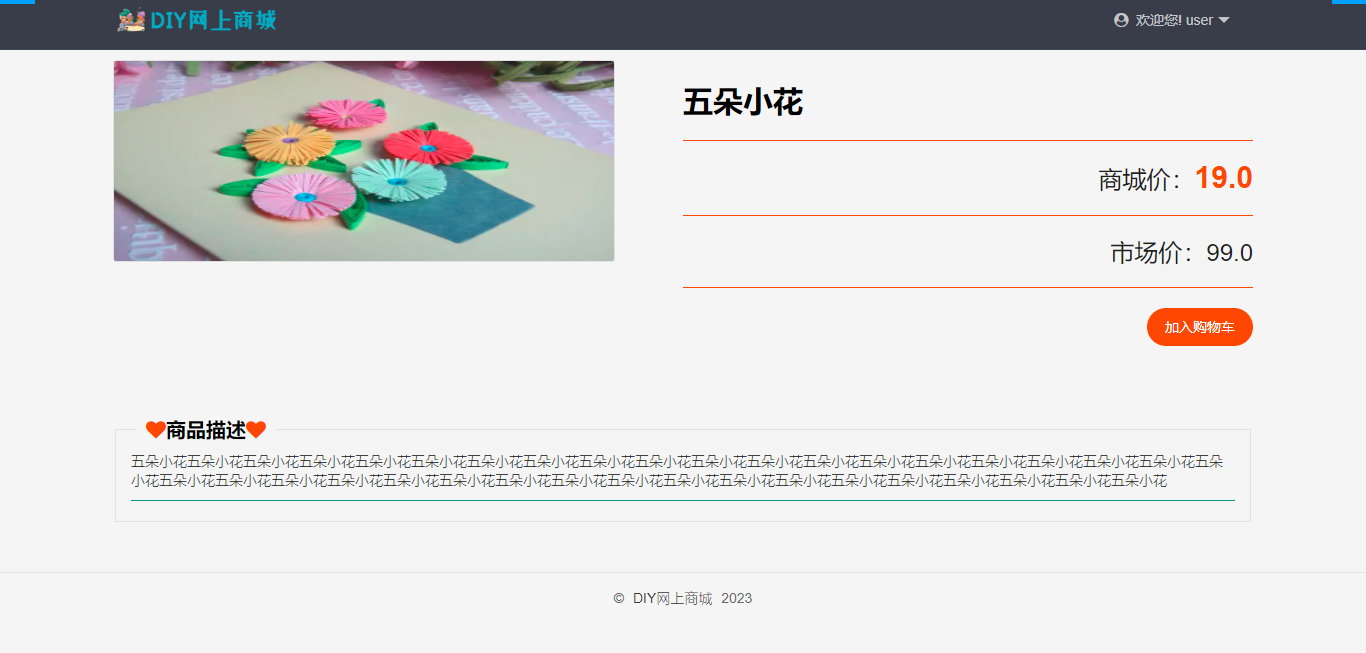 DIY网上商城
欢迎您! user
五朵小花
商城价：19.0
市场价：99.0
加入购物车
商品描述
五朵小花五朵小花五朵小花五朵小花五朵小花五朵小花五朵小花五朵小花五朵小花五朵小花五朵小花五朵小花五朵小花五朵小花五朵小花五朵小花五朵小花五朵小花五朵小花五朵
小花五朵小花五朵小花五朵小花五朵小花五朵小花五朵小花五朵小花五朵小花五朵小花五朵小花五朵小花五朵小花五朵小花五朵小花五朵小花五朵小花五朵小花五朵小花
© DIY网上商城 2023